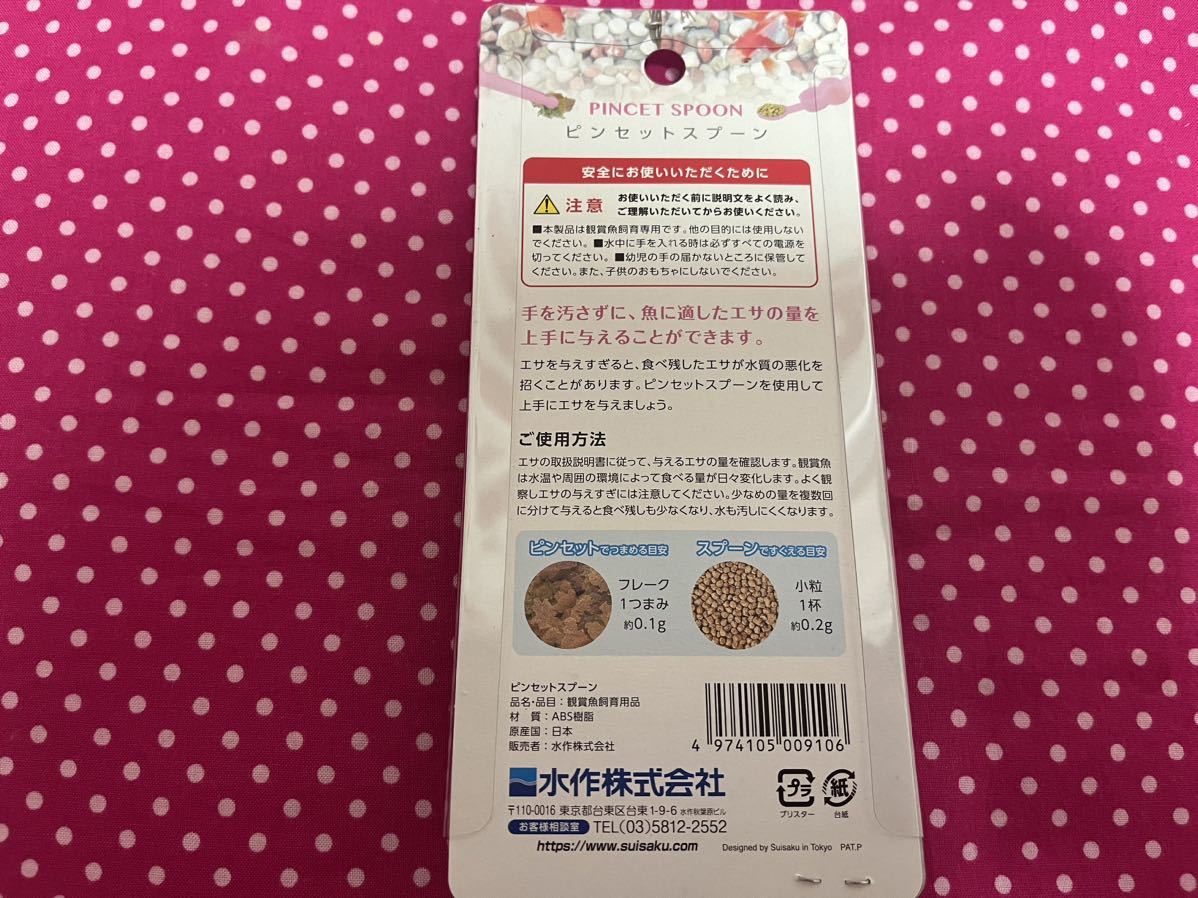 PINCET SPOON
ピンセットスプーン
安全にお使いいただくために
注意
お使いいただく前に説明文をよく読み、
ご理解いただいてからお使いください。
■本製品は観賞魚飼育専用です。他の目的には使用しない
でください。■水中に手を入れる時は必ずすべての電源を
切ってください。■幼児の手の届かないところに保管して
ください。また、子供のおもちゃにしないでください。
手を汚さずに、魚に適したエサの量を
上手に与えることができます。
エサを与えすぎると、食べ残したエサが水質の悪化を
招くことがあります。ピンセットスプーンを使用して
上手にエサを与えましょう。
ご使用方法
エサの取扱説明書に従って、与えるエサの量を確認します。観賞魚
は水温や周囲の環境によって食べる量が日々変化します。よく観
察しエサの与えすぎには注意してください。少なめの量を複数回
に分けて与えると食べ残しも少なくなり、水も汚しにくくなります。
ピンセットでつまめる目安
フレーク
1つまみ
約0.1g
スプーンですくえる目安
小粒
1杯
約0.2g
ピンセットスプーン
品名・品目：観賞魚飼育用品
材　質：ABS樹脂
原産国：日本
販売者：水作株式会社
4 974105 009106
水作株式会社
〒110-0016 東京都台東区台東1-9-6 水作秋葉原ビル
お客様相談室 TEL(03)5812-2552
https://www.suisaku.com
プラ
ブリスター
紙
台紙
Designed by Suisaku in Tokyo PAT.P